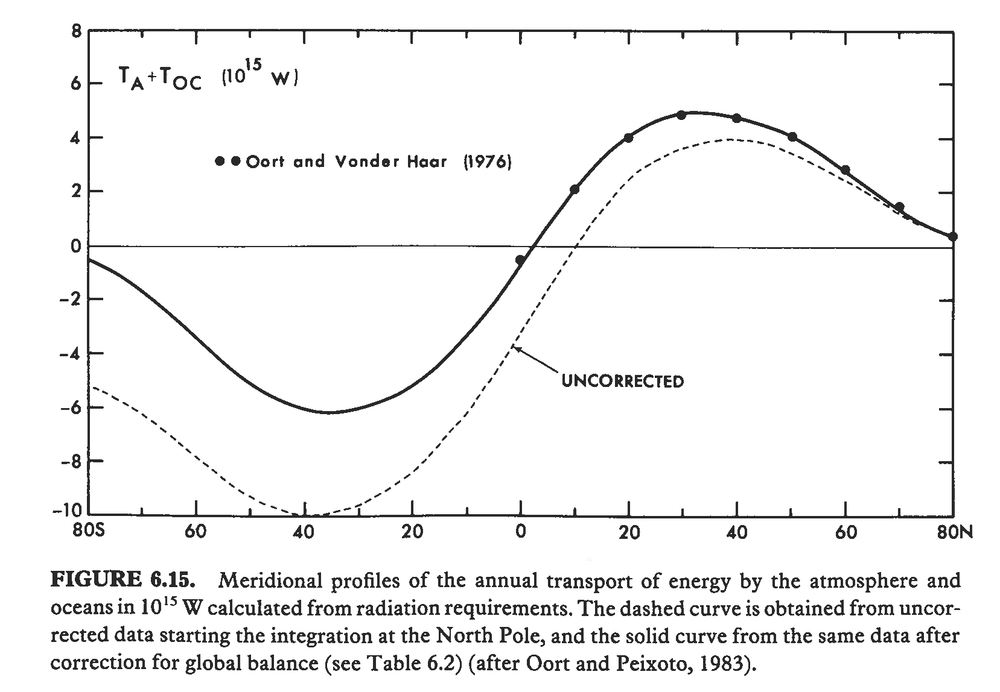 8
T_A+T_OC (10^15 W)
6
4
●●Oort and Vonder Haar (1976)
2
0
-2
-4
UNCORRECTED
-6
-8
-10
80S 60 40 20 0 20 40 60 80N
FIGURE 6.15. Meridional profiles of the annual transport of energy by the atmosphere and
oceans in 10^15 W calculated from radiation requirements. The dashed curve is obtained from uncor-
rected data starting the integration at the North Pole, and the solid curve from the same data after
correction for global balance (see Table 6.2) (after Oort and Peixoto, 1983).